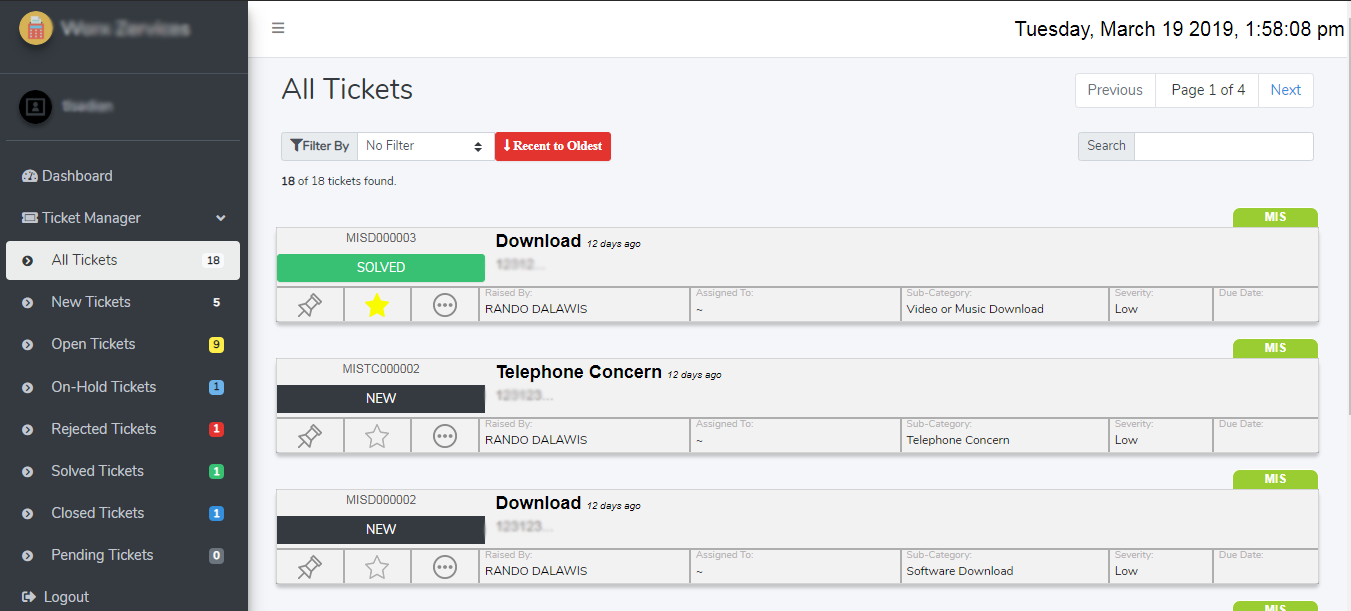 Tuesday, March 19 2019, 1:58:08 pm
Dashboard
Ticket Manager
All Tickets 18
New Tickets 5
Open Tickets 9
On-Hold Tickets 1
Rejected Tickets 1
Solved Tickets 1
Closed Tickets 1
Pending Tickets 0
Logout
All Tickets
Previous Page 1 of 4 Next
Filter By No Filter Recent to Oldest
Search
18 of 18 tickets found.
MIS
MISD000003
SOLVED
Download 12 days ago
Raised By: Assigned To: Sub-Category: Severity: Due Date:
RANDO DALAWIS ~ Video or Music Download Low
MIS
MISTC000002
NEW
Telephone Concern 12 days ago
Raised By: Assigned To: Sub-Category: Severity: Due Date:
RANDO DALAWIS ~ Telephone Concern Low
MIS
MISD000002
NEW
Download 12 days ago
Raised By: Assigned To: Sub-Category: Severity: Due Date:
RANDO DALAWIS ~ Software Download Low
MIS